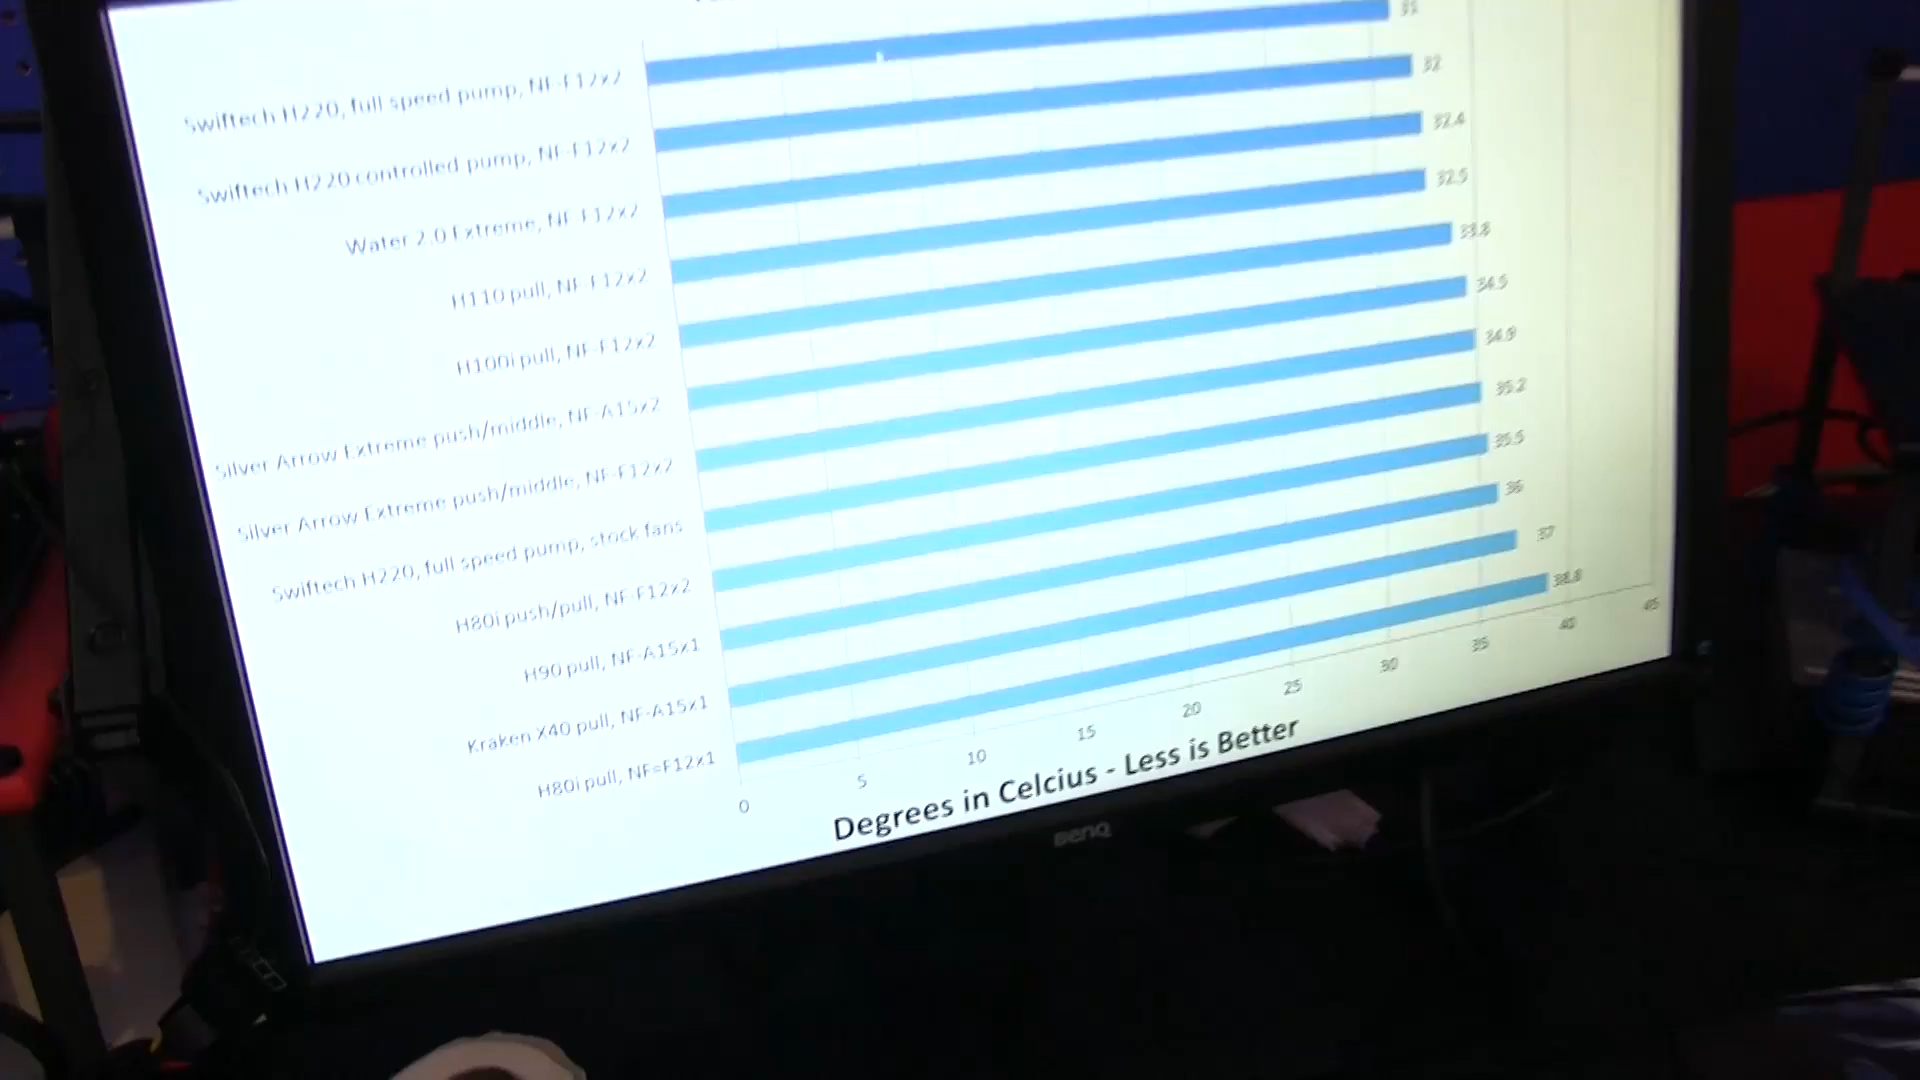 Swiftech H220, full speed pump, NF-F12x2
31
Swiftech H220 controlled pump, NF-F12x2
32
Water 2.0 Extreme, NF-F12x2
32.4
H110 pull, NF-F12x2
32.5
H100i pull, NF-F12x2
33.8
Silver Arrow Extreme push/middle, NF-A15x2
34.5
Silver Arrow Extreme push/middle, NF-F12x2
34.9
Swiftech H220, full speed pump, stock fans
35.2
H80i push/pull, NF-F12x2
35.5
H90 pull, NF-A15x1
36
Kraken X40 pull, NF-A15x1
37
H80i pull, NF=F12x1
38.8
0 5 10 15 20 25 30 35 40 45
Degrees in Celcius - Less is Better
BenQ